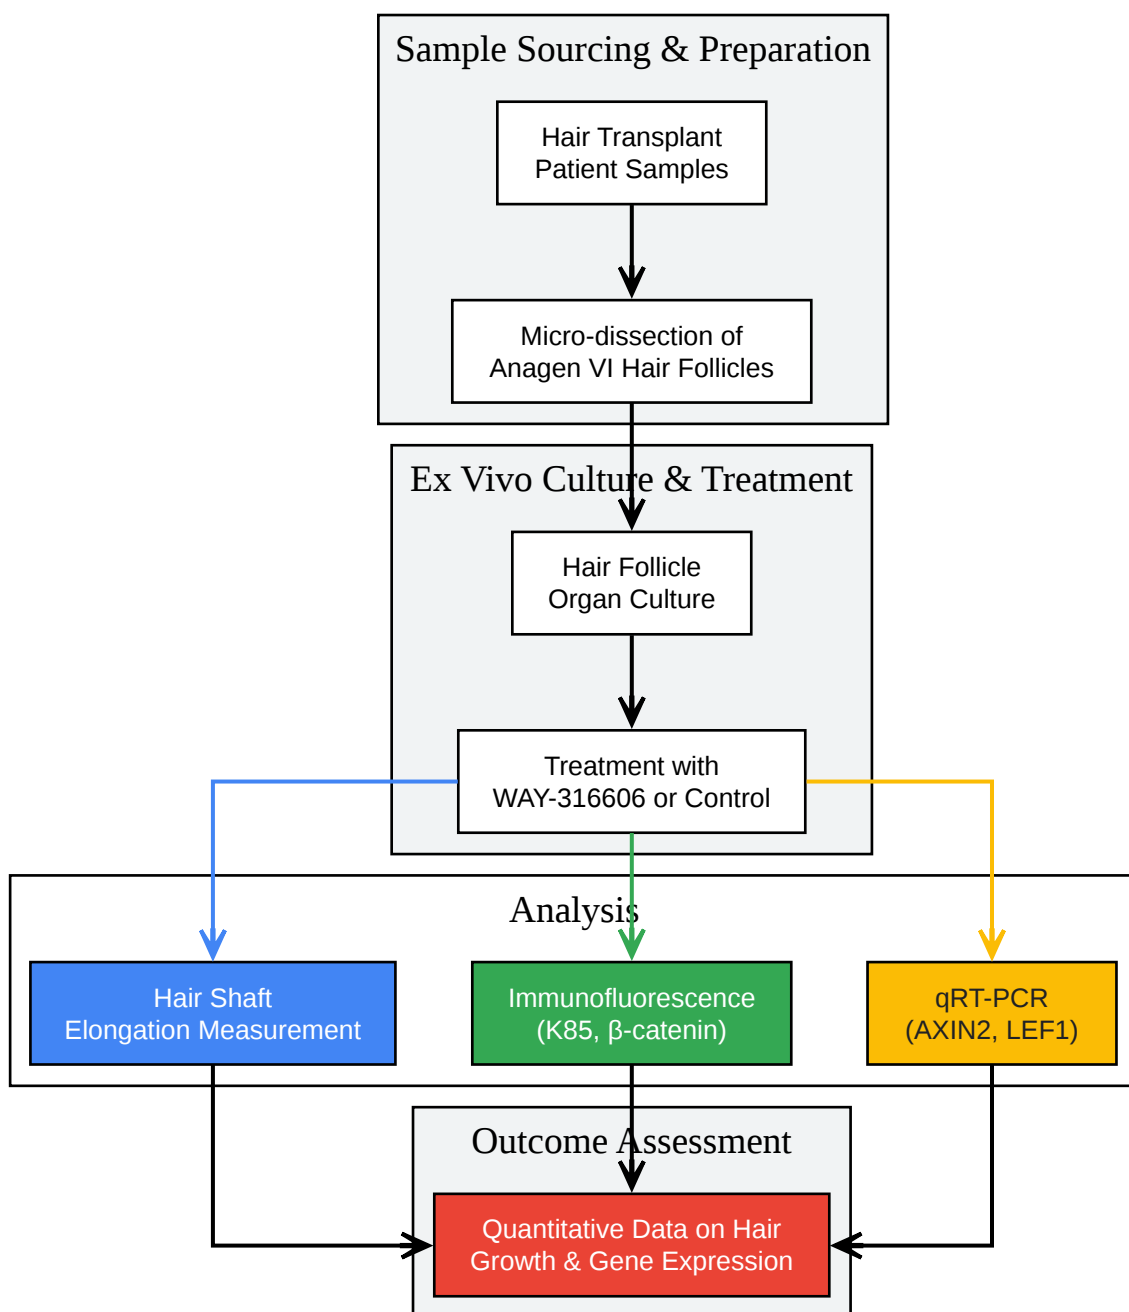 Sample Sourcing & Preparation
Hair Transplant
Patient Samples
Micro-dissection of
Anagen VI Hair Follicles
Ex Vivo Culture & Treatment
Hair Follicle
Organ Culture
Treatment with
WAY-316606 or Control
Analysis
Hair Shaft
Elongation Measurement
Immunofluorescence
(K85, β-catenin)
qRT-PCR
(AXIN2, LEF1)
Outcome Assessment
Quantitative Data on Hair
Growth & Gene Expression